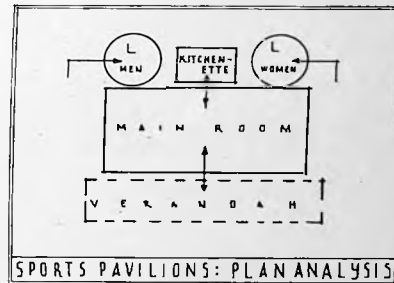 L
L
KITCHEN-
ETTE
MEN
WOMEN
MAIN ROOM
VERANDAH
SPORTS PAVILIONS: PLAN ANALYSIS